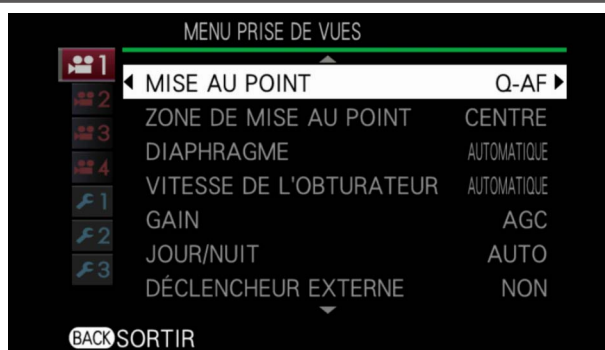 MENU PRISE DE VUES
1
MISE AU POINT Q-AF
2
ZONE DE MISE AU POINT CENTRE
3
DIAPHRAGME AUTOMATIQUE
4
VITESSE DE L'OBTURATEUR AUTOMATIQUE
1
GAIN AGC
2
JOUR/NUIT AUTO
3
DÉCLENCHEUR EXTERNE NON
BACK SORTIR